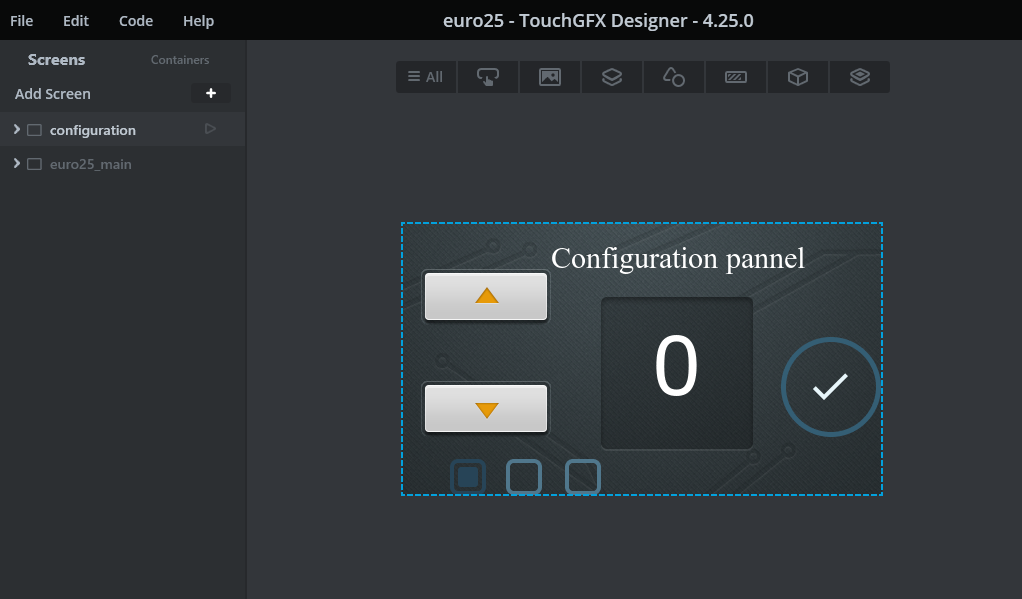 File Edit Code Help
euro25 - TouchGFX Designer - 4.25.0
Screens Containers
All
Add Screen +
configuration
euro25_main
Configuration pannel
0